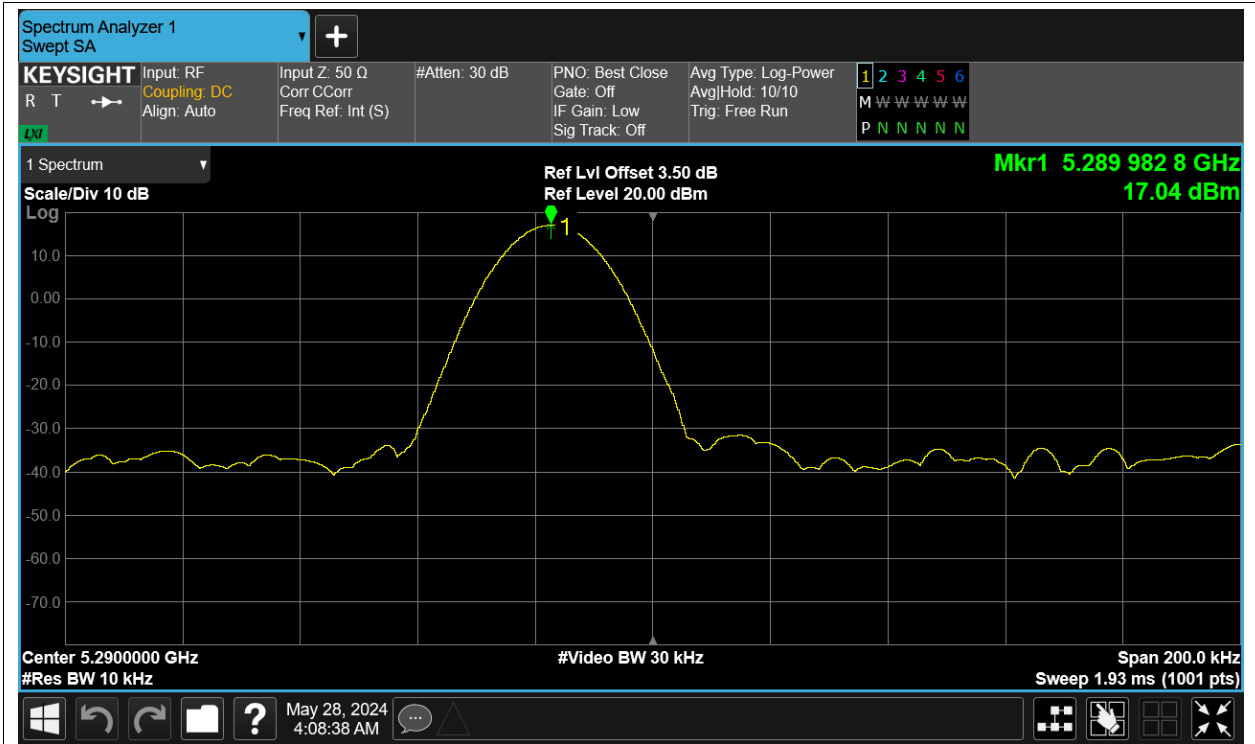 Spectrum Analyzer 1
Swept SA
KEYSIGHT
R T
LXI
Input: RF
Coupling: DC
Align: Auto
Input Z: 50 Ω
Corr CCorr
Freq Ref: Int (S)
#Atten: 30 dB
PNO: Best Close
Gate: Off
IF Gain: Low
Sig Track: Off
Avg Type: Log-Power
Avg|Hold: 10/10
Trig: Free Run
1 2 3 4 5 6
M W W W W W
P N N N N N
1 Spectrum
Scale/Div 10 dB
Log
Ref Lvl Offset 3.50 dB
Ref Level 20.00 dBm
Mkr1 5.289 982 8 GHz
17.04 dBm
1
10.0
0.00
-10.0
-20.0
-30.0
-40.0
-50.0
-60.0
-70.0
Center 5.2900000 GHz
#Res BW 10 kHz
#Video BW 30 kHz
Span 200.0 kHz
Sweep 1.93 ms (1001 pts)
?
May 28, 2024
4:08:38 AM